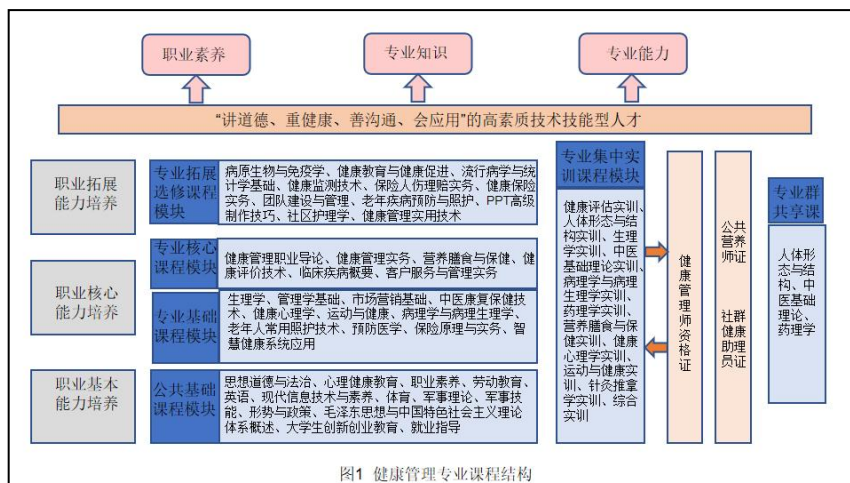 职业素养
专业知识
专业能力
“讲道德、重健康、善沟通、会应用”的高素质技术技能型人才
职业拓展
能力培养
专业拓展
选修课程
模块
病原生物与免疫学、健康教育与健康促进、流行病学与统
计学基础、健康监测技术、保险人伤理赔实务、健康保险
实务、团队建设与管理、老年疾病预防与照护、PPT高级
制作技巧、社区护理学、健康管理实用技术
职业核心
能力培养
专业核心
课程模块
健康管理职业导论、健康管理实务、营养膳食与保健、健
康评价技术、临床疾病概要、客户服务与管理实务
专业基础
课程模块
生理学、管理学基础、市场营销基础、中医康复保健技
术、健康心理学、运动与健康、病理学与病理生理学、
老年人常用照护技术、预防医学、保险原理与实务、智
慧健康系统应用
职业基本
能力培养
公共基础
课程模块
思想道德与法治、心理健康教育、职业素养、劳动教育、
英语、现代信息技术与素养、体育、军事理论、军事技
能、形势与政策、毛泽东思想与中国特色社会主义理论
体系概述、大学生创新创业教育、就业指导
专业集中实
训课程模块
健康评估实训、
人体形态与结
构实训、生理
学实训、中医
基础理论实训、
病理学与病理
生理学实训、
药理学实训、
营养膳食与保
健实训、健康
心理学实训、
运动与健康实
训、针灸推拿
学实训、综合
实训
健康管理师资格证
公共营养师证
社群健康助理员证
专业群
共享课
人体形
态与结
构、中
医基础
理论、
药理学
图1 健康管理专业课程结构